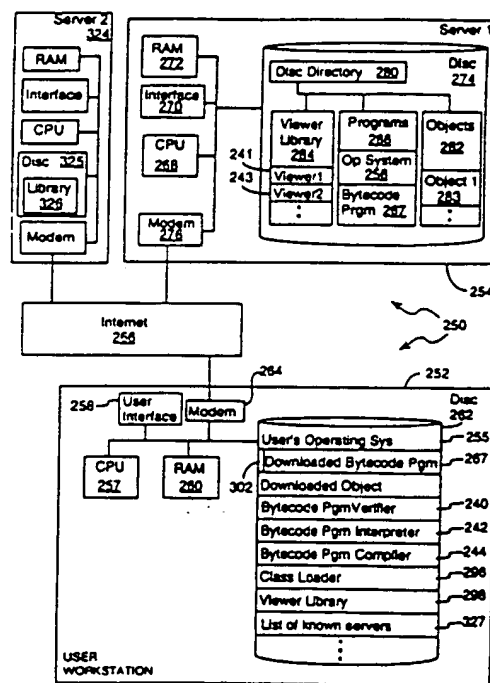 Server 2
324
RAM
Interface
CPU
Disc 325
Library
326
Modem
Server 1
RAM
272
Interface
270
CPU
268
Modem
276
Disc
274
Disc Directory 280
Viewer
Library
284
Viewer1
Viewer2
241
243
Programs
286
Op System
256
Bytecode
Prgm 267
Objects
282
Object 1
283
254
250
Internet
256
264
252
258
User
Interface
Modem
CPU
257
RAM
260
302
Disc
262
User's Operating Sys
255
Downloaded Bytecode Pgm
267
Downloaded Object
Bytecode PgmVerifier
240
Bytecode Pgm Interpreter
242
Bytecode Pgm Compiler
244
Class Loader
296
Viewer Library
298
List of known servers
327
USER
WORKSTATION